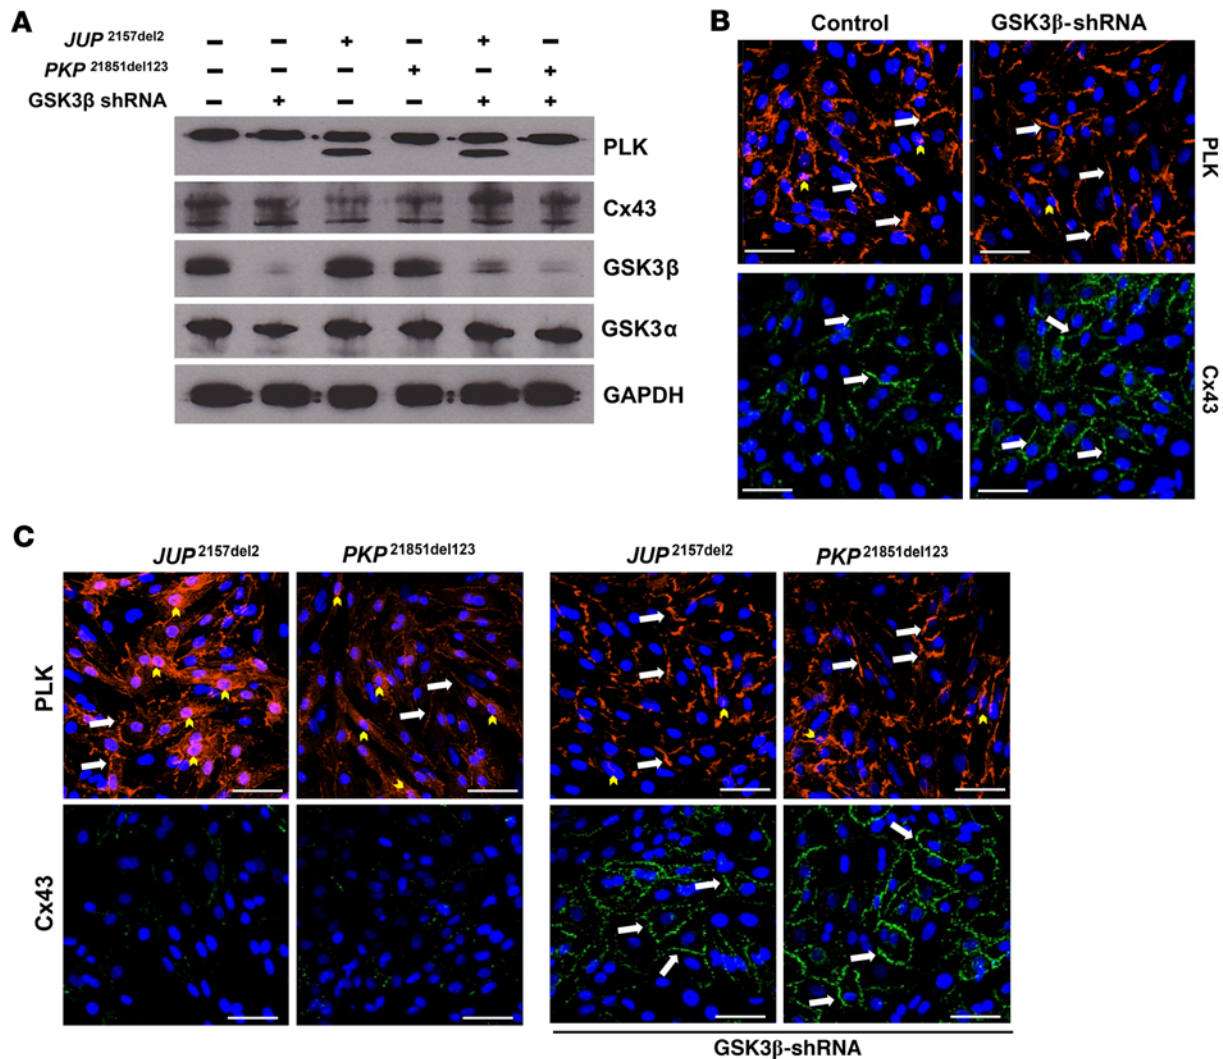 A
JUP 2157del2 − − + − + −
PKP 21851del123 − − − + − +
GSK3β shRNA − + − − + +
PLK
Cx43
GSK3β
GSK3α
GAPDH
B
Control GSK3β-shRNA
PLK
Cx43
C
JUP 2157del2 PKP 21851del123 JUP 2157del2 PKP 21851del123
PLK
Cx43
GSK3β-shRNA